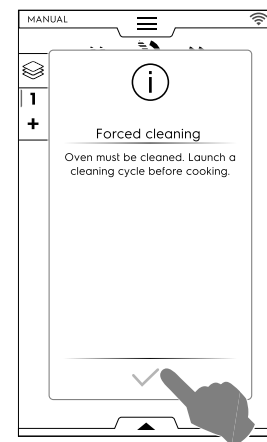 MANUAL
1
+
Forced cleaning
Oven must be cleaned. Launch a
cleaning cycle before cooking.